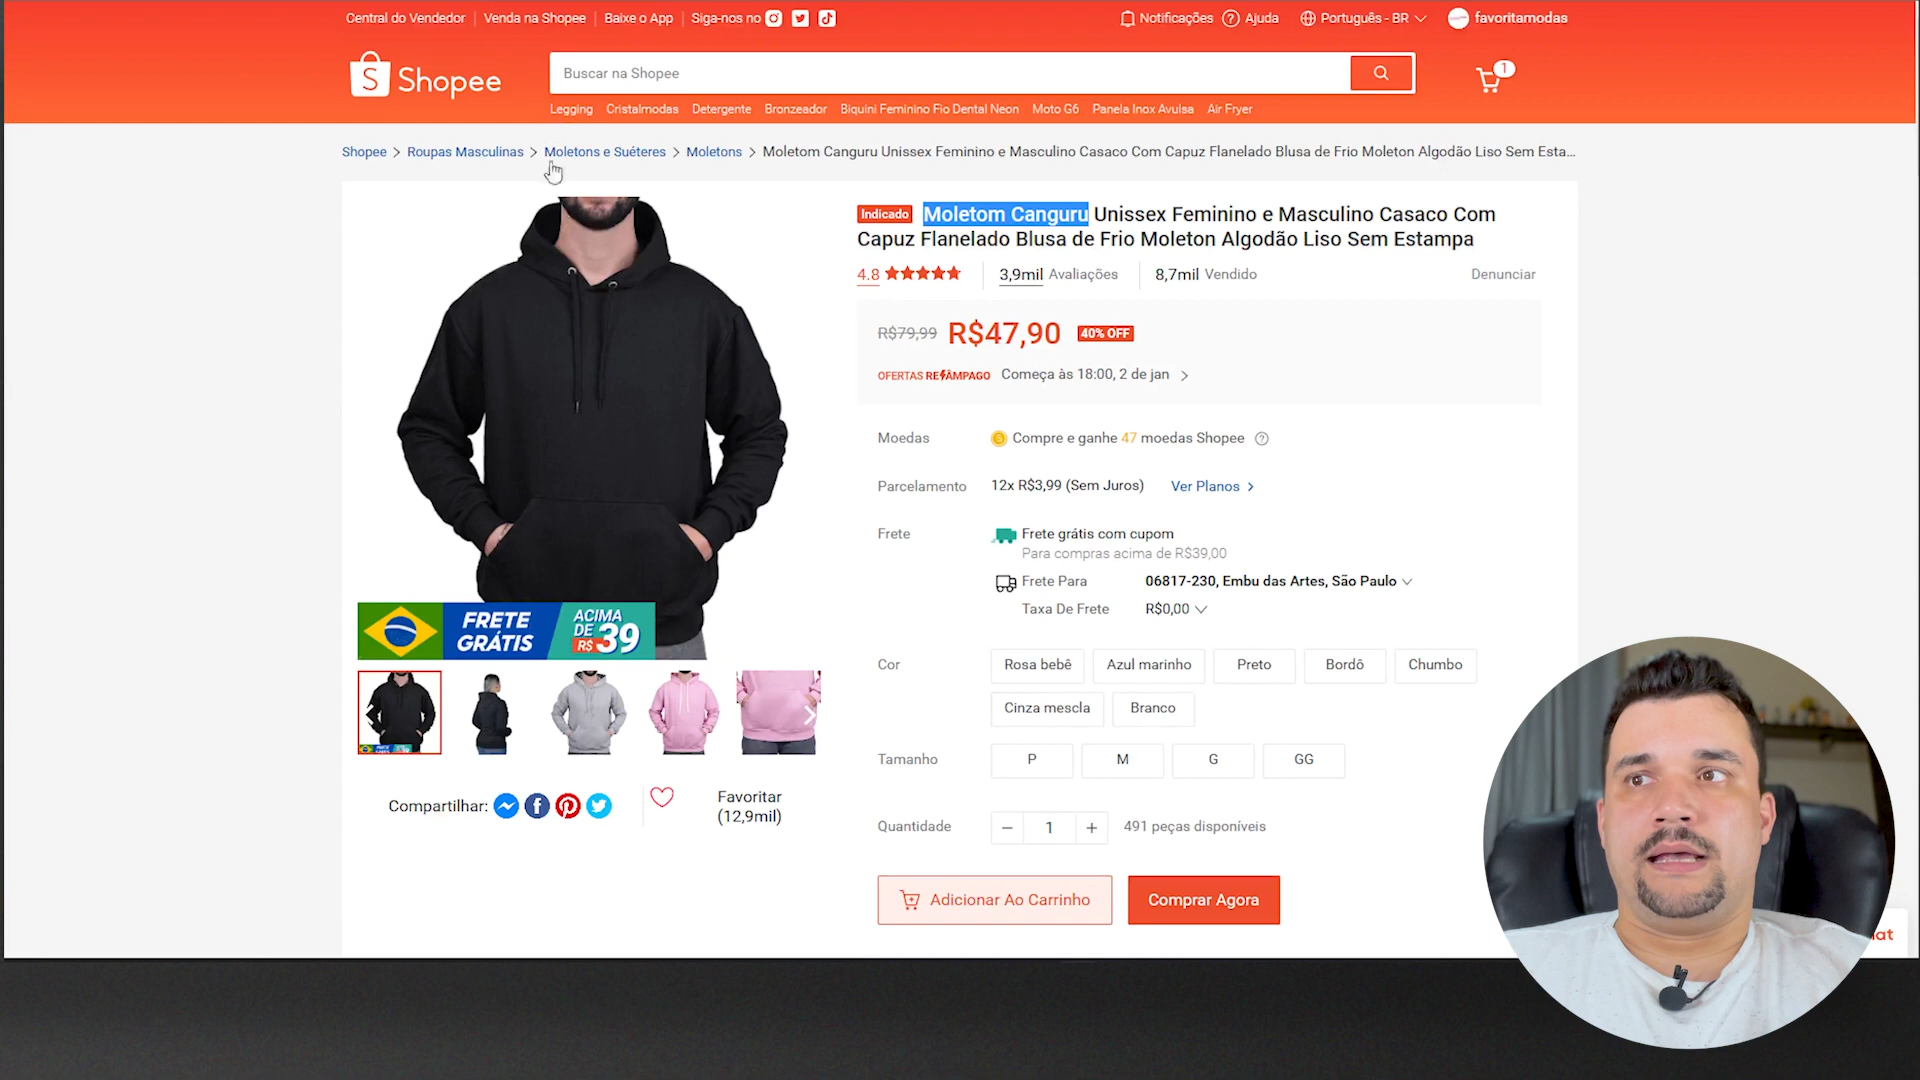 Central do Vendedor
Venda na Shopee
Baixe o App
Siga-nos no
Notificações
Ajuda
Português - BR
favoritamodas
Shopee
Buscar na Shopee
1
Legging
Cristalmodas
Detergente
Bronzeador
Biquini Feminino Fio Dental Neon
Moto G6
Panela Inox Avulsa
Air Fryer
Shopee > Roupas Masculinas > Moletons e Suéteres > Moletons > Moletom Canguru Unissex Feminino e Masculino Casaco Com Capuz Flanelado Blusa de Frio Moleton Algodão Liso Sem Esta...
Indicado Moletom Canguru Unissex Feminino e Masculino Casaco Com
Capuz Flanelado Blusa de Frio Moleton Algodão Liso Sem Estampa
4.8
3,9mil Avaliações
8,7mil Vendido
Denunciar
R$79,99 R$47,90 40% OFF
OFERTAS RELÂMPAGO Começa às 18:00, 2 de jan
Moedas
Compre e ganhe 47 moedas Shopee
Parcelamento
12x R$3,99 (Sem Juros)
Ver Planos
Frete
Frete grátis com cupom
Para compras acima de R$39,00
Frete Para
06817-230, Embu das Artes, São Paulo
Taxa De Frete
R$0,00
FRETE GRÁTIS
ACIMA DE R$ 39
Cor
Rosa bebê
Azul marinho
Preto
Bordô
Chumbo
Cinza mescla
Branco
Tamanho
P
M
G
GG
Compartilhar:
Favoritar
(12,9mil)
Quantidade
1
491 peças disponíveis
Adicionar Ao Carrinho
Comprar Agora